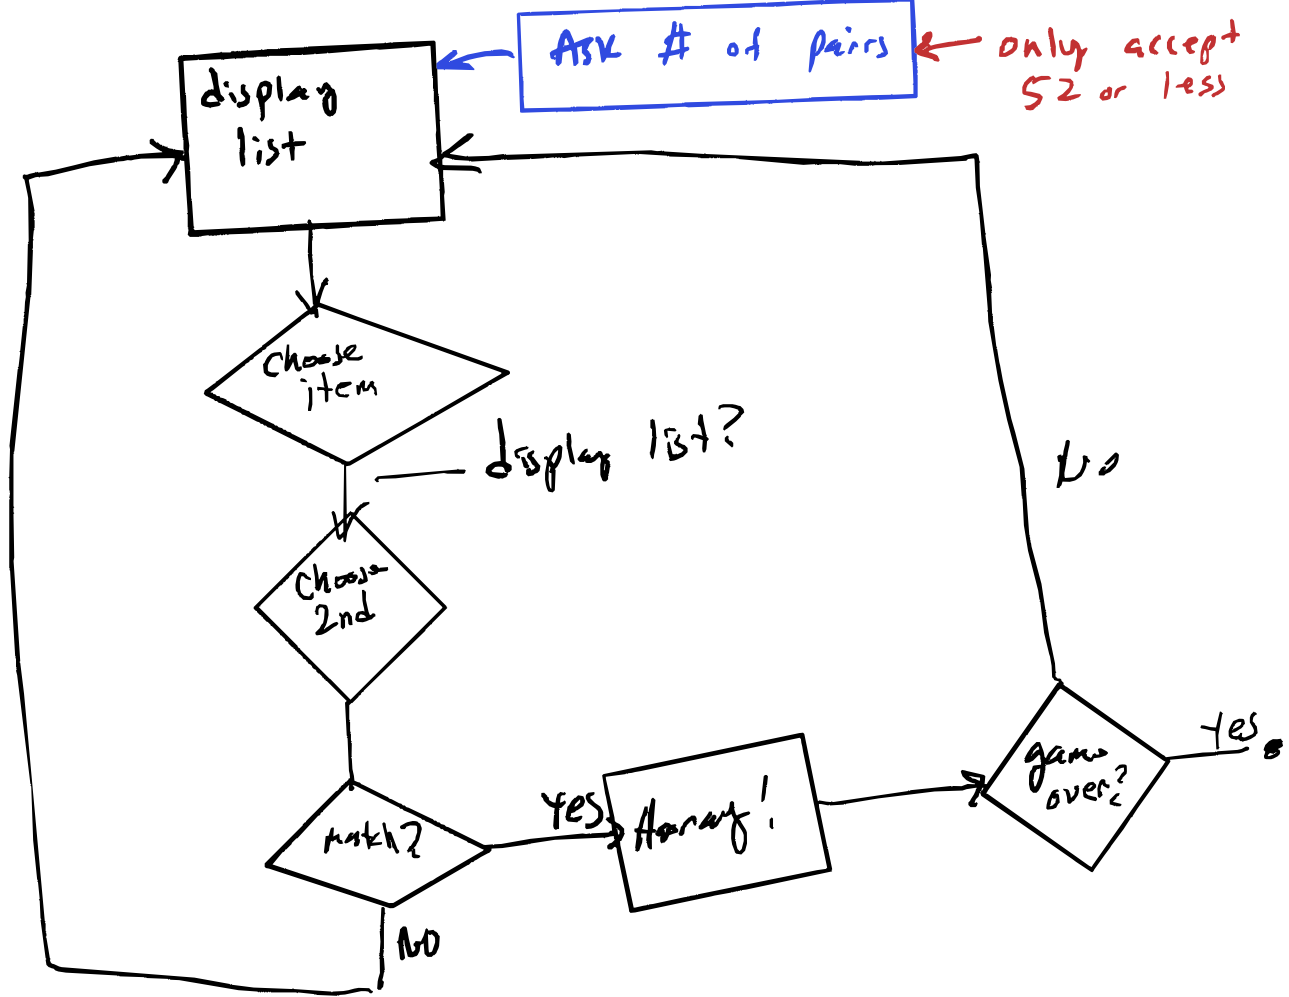 Ask # of pairs
only accept
52 or less
display
list
choose
item
display list?
No
choose
2nd
match?
Yes
Horray!
game
over?
Yes
No